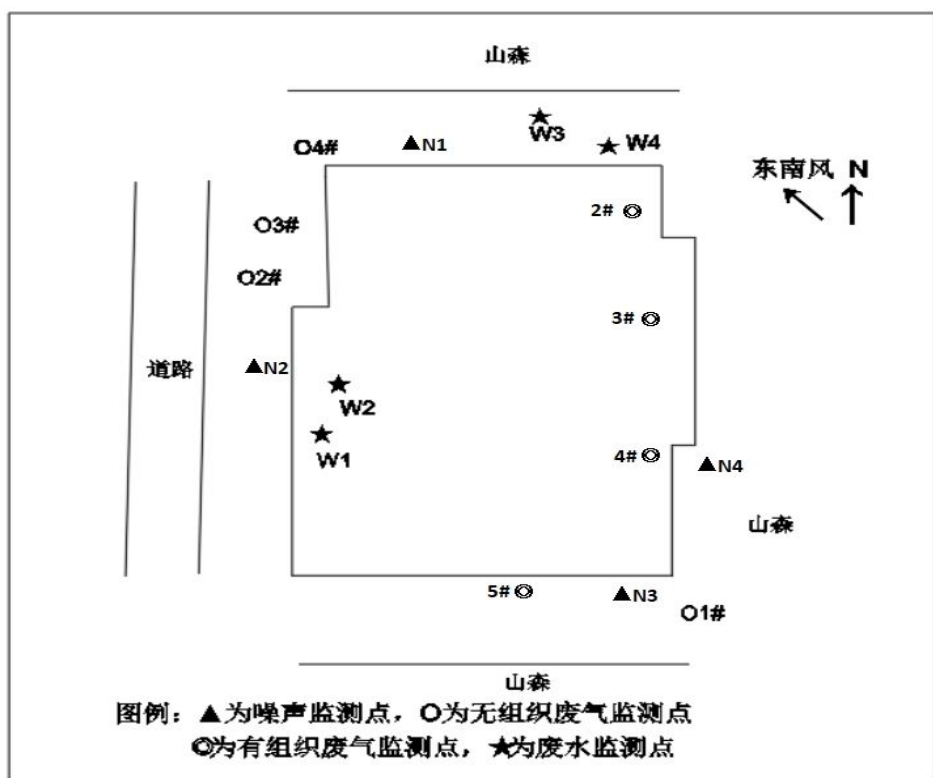 山森
W3
O4#
▲N1
★W4
东南风 N
2#◎
O3#
O2#
3#◎
道路
▲N2
W2
W1
4#◎
▲N4
山森
5#◎
▲N3
O1#
山森
图例：▲为噪声监测点，O为无组织废气监测点
◎为有组织废气监测点，★为废水监测点